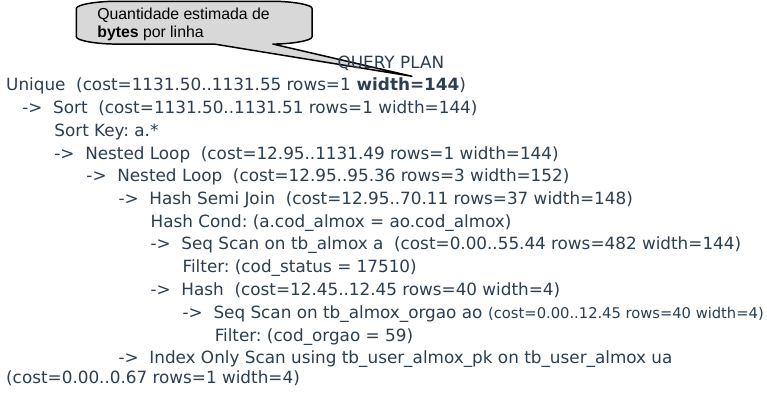 Quantidade estimada de
bytes por linha
QUERY PLAN
Unique  (cost=1131.50..1131.55 rows=1 width=144)
-> Sort  (cost=1131.50..1131.51 rows=1 width=144)
Sort Key: a.*
-> Nested Loop  (cost=12.95..1131.49 rows=1 width=144)
-> Nested Loop  (cost=12.95..95.36 rows=3 width=152)
-> Hash Semi Join  (cost=12.95..70.11 rows=37 width=148)
Hash Cond: (a.cod_almox = ao.cod_almox)
-> Seq Scan on tb_almox a  (cost=0.00..55.44 rows=482 width=144)
Filter: (cod_status = 17510)
-> Hash  (cost=12.45..12.45 rows=40 width=4)
-> Seq Scan on tb_almox_orgao ao (cost=0.00..12.45 rows=40 width=4)
Filter: (cod_orgao = 59)
-> Index Only Scan using tb_user_almox_pk on tb_user_almox ua
(cost=0.00..0.67 rows=1 width=4)